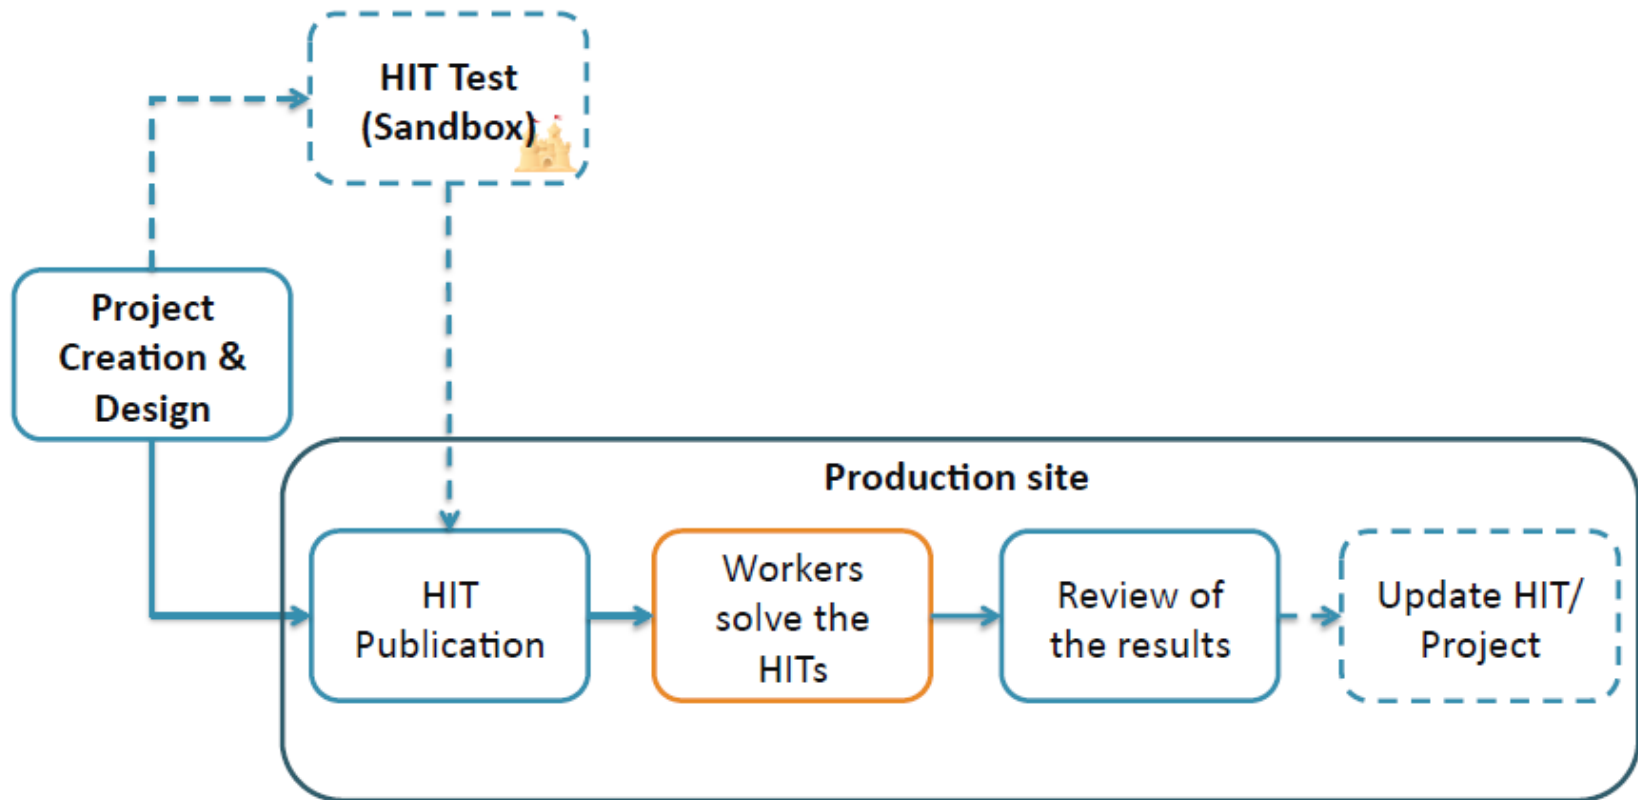 HIT Test
(Sandbox)
Project
Creation &
Design
Production site
HIT
Publication
Workers
solve the
HITs
Review of
the results
Update HIT/
Project